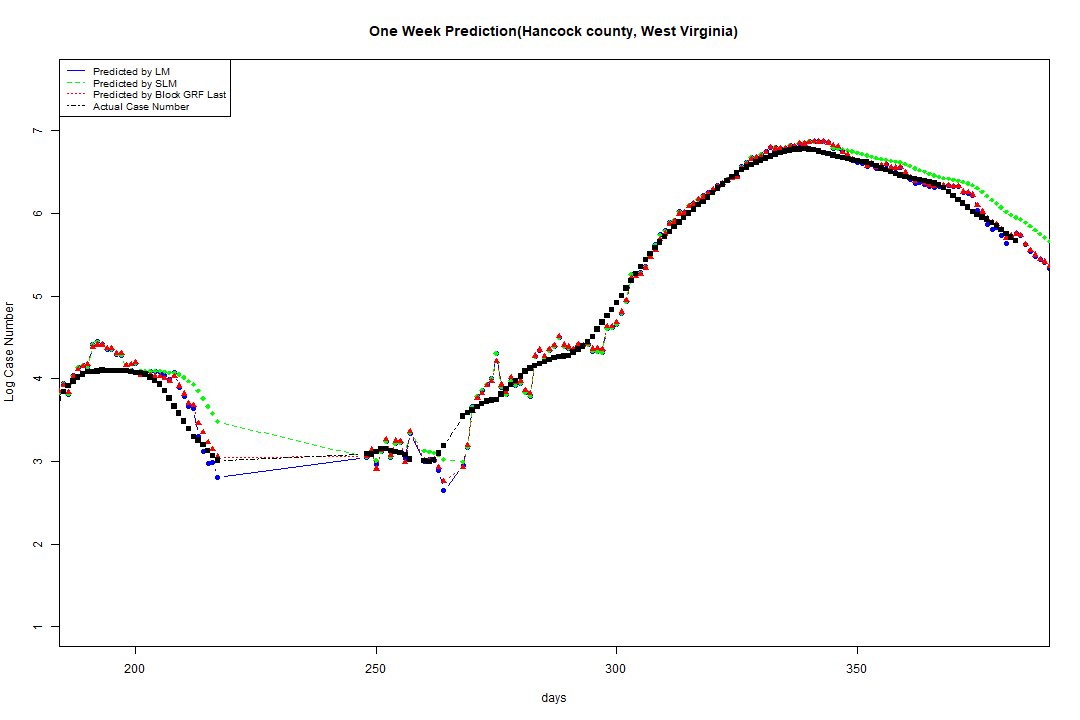 One Week Prediction(Hancock county, West Virginia)
Predicted by LM
Predicted by SLM
Predicted by Block GRF Last
Actual Case Number
Log Case Number
7
6
5
4
3
2
1
200 250 300 350
days